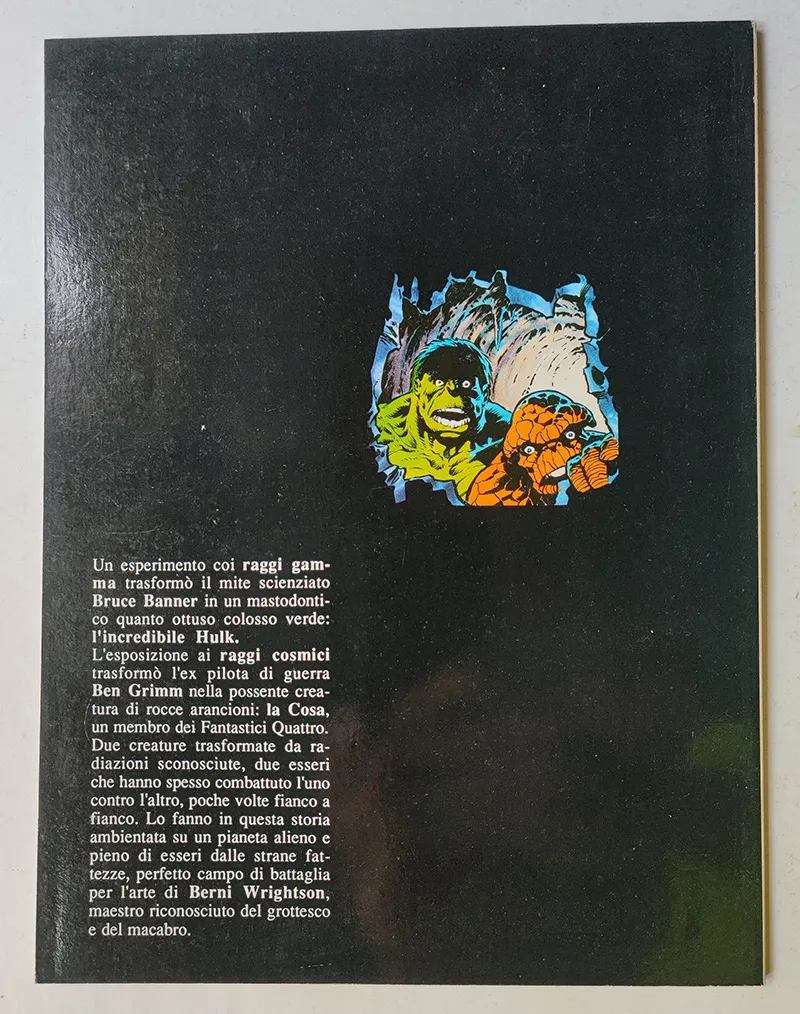 Un esperimento coi raggi gam-
ma trasformò il mite scienziato
Bruce Banner in un mastodonti-
co quanto ottuso colosso verde:
l'incredibile Hulk.
L'esposizione ai raggi cosmici
trasformò l'ex pilota di guerra
Ben Grimm nella possente crea-
tura di rocce arancioni: la Cosa,
un membro dei Fantastici Quattro.
Due creature trasformate da ra-
diazioni sconosciute, due esseri
che hanno spesso combattuto l'uno
contro l'altro, poche volte fianco a
fianco. Lo fanno in questa storia
ambientata su un pianeta alieno e
pieno di esseri dalle strane fat-
tezze, perfetto campo di battaglia
per l'arte di Berni Wrightson,
maestro riconosciuto del grottesco
e del macabro.